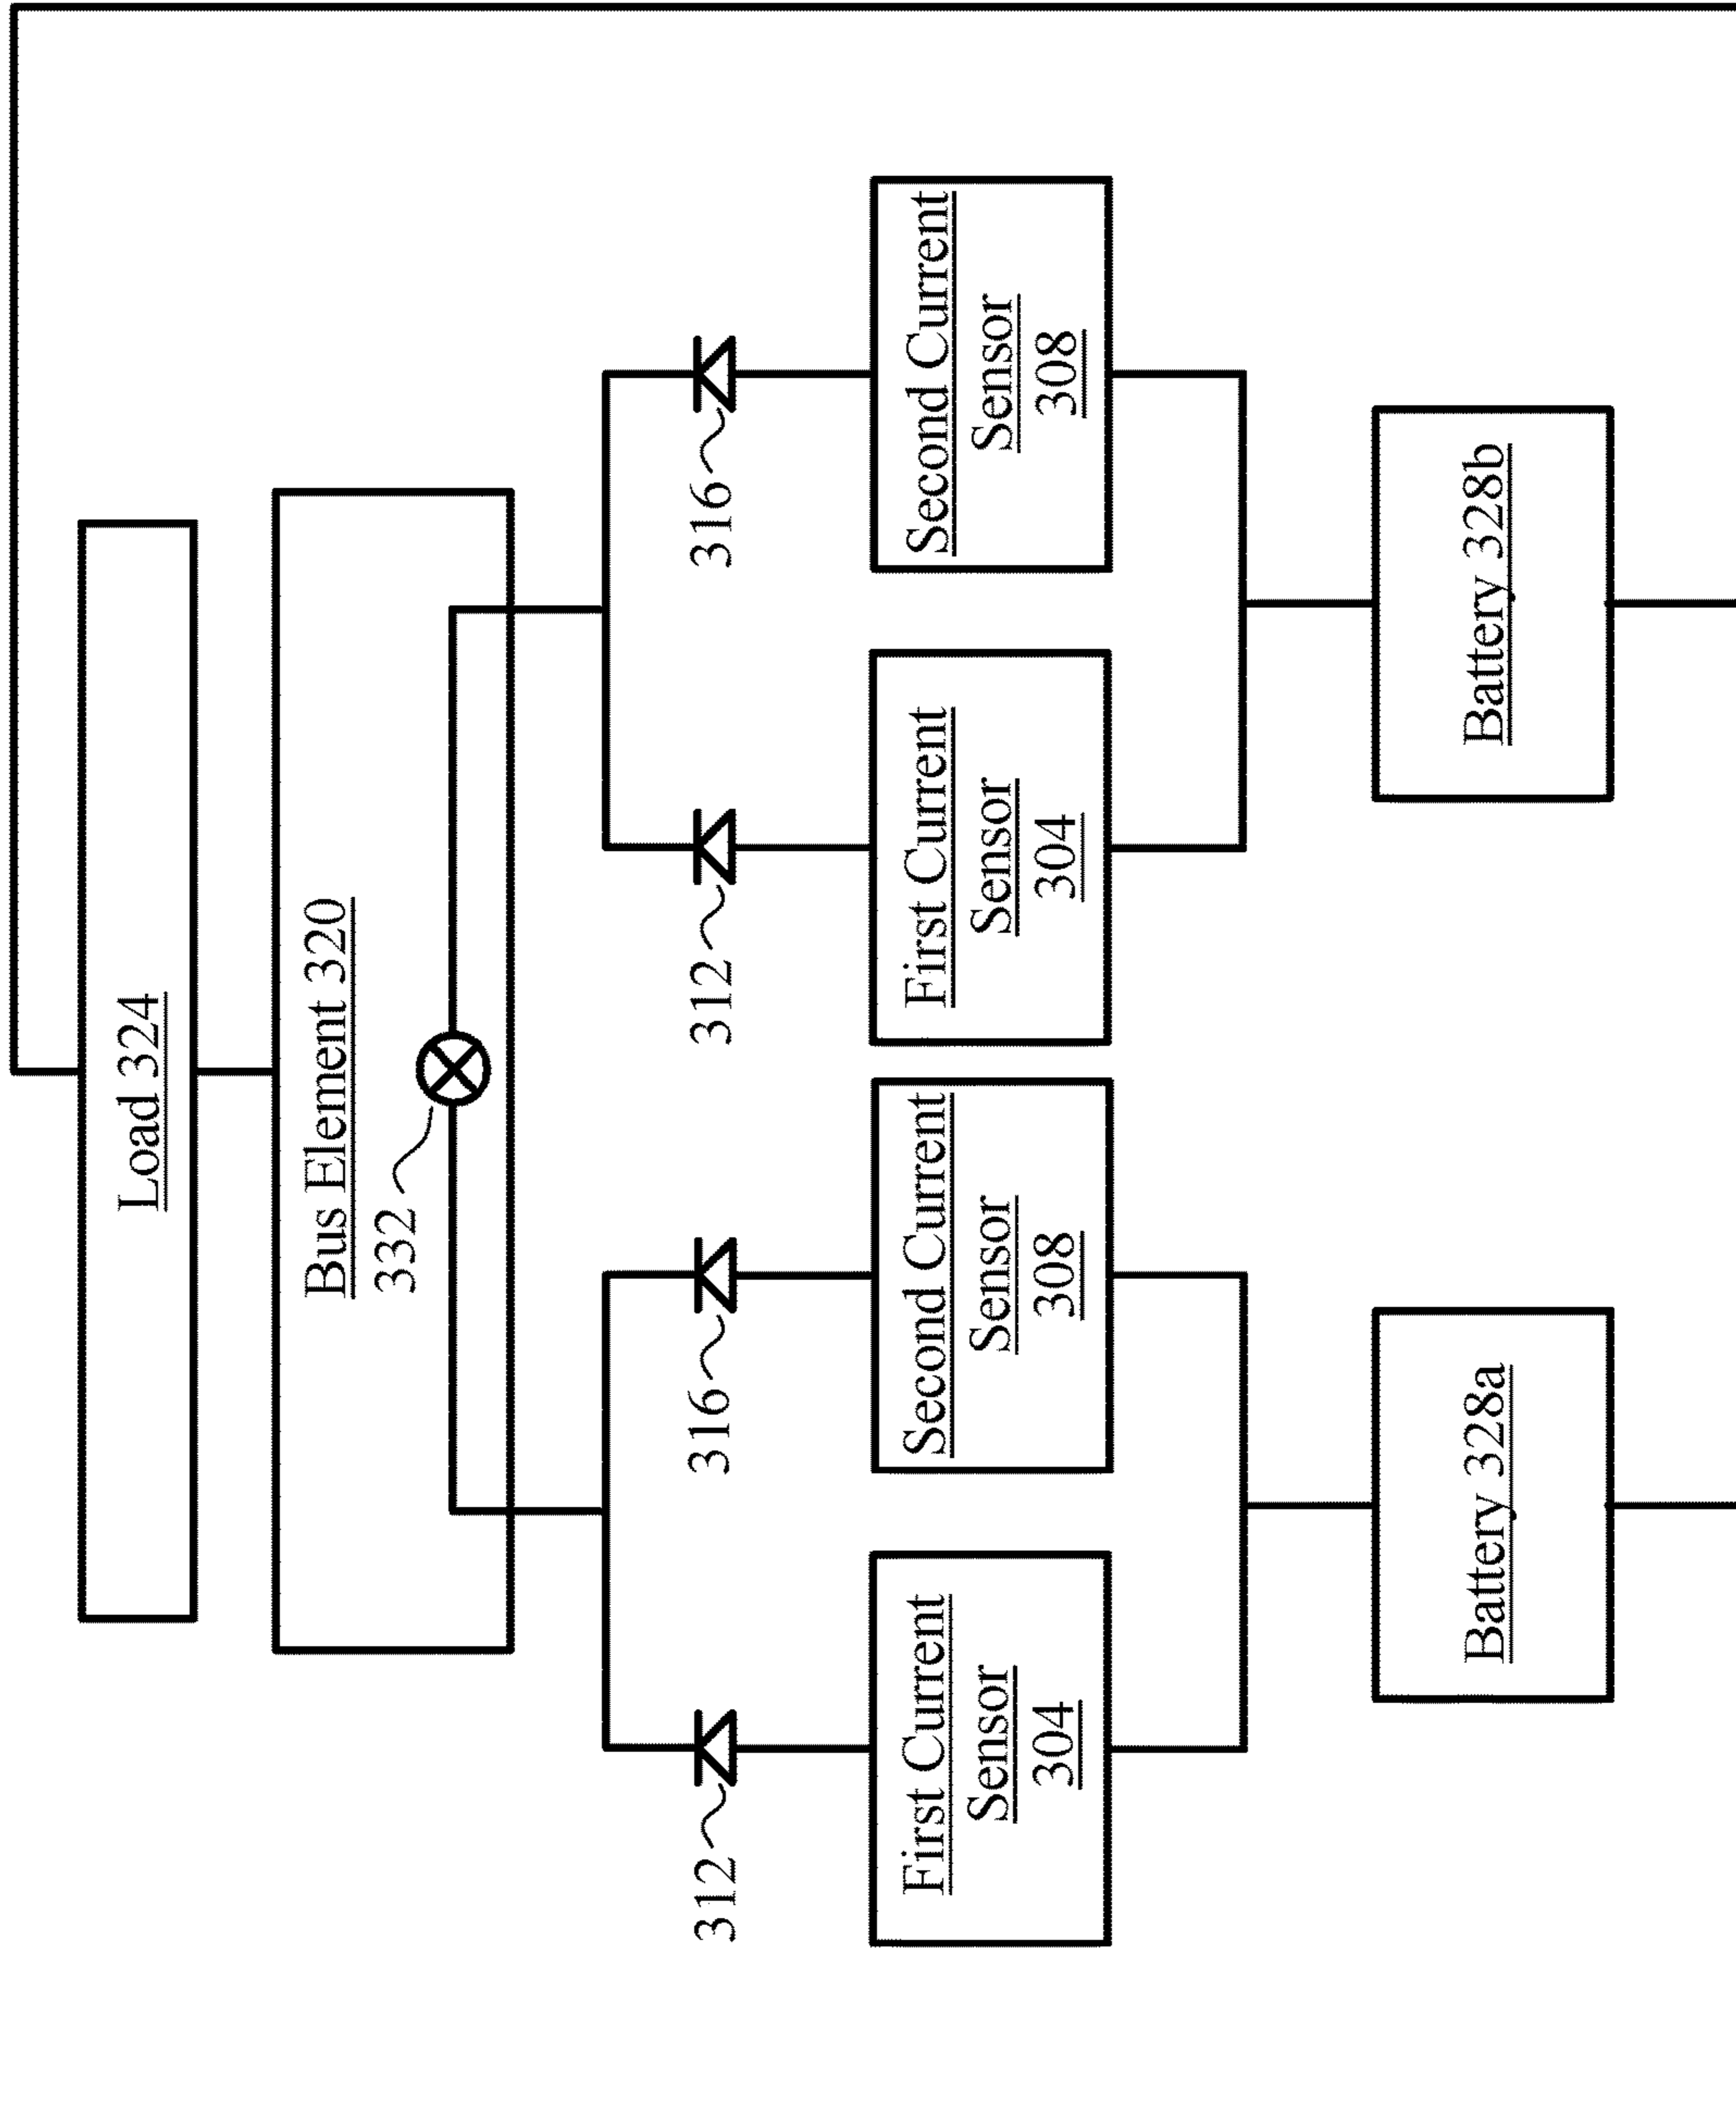 Load 324
Bus Element 320
332
312
316
312
316
First Current
Sensor
304
Second Current
Sensor
308
First Current
Sensor
304
Second Current
Sensor
308
Battery 328a
Battery 328b